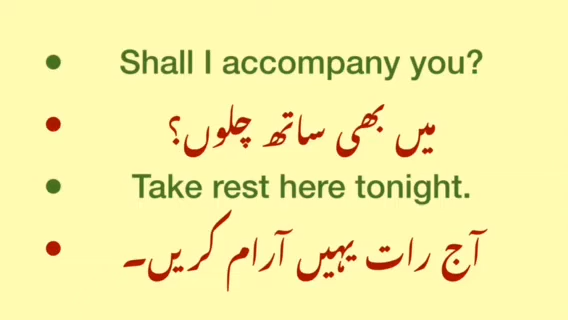 Shall I accompany you?
میں بھی ساتھ چلوں؟
Take rest here tonight.
آج رات یہیں آرام کریں۔